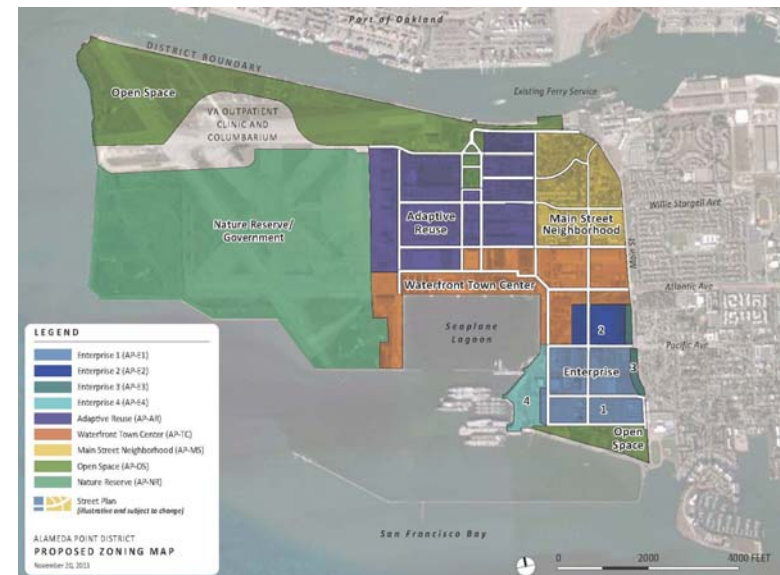 Port of Oakland
DISTRICT BOUNDARY
Open Space
Existing Ferry Service
VA OUTPATIENT
CLINIC AND
COLUMBARIUM
Willie Stargell Ave
Nature Reserve/
Government
Adaptive
Reuse
Main Street
Neighborhood
Main St
Waterfront Town Center
Atlantic Ave
Seaplane
Lagoon
2
Pacific Ave
3
Enterprise
4
1
Open
Space
LEGEND
Enterprise 1 (AP-E1)
Enterprise 2 (AP-E2)
Enterprise 3 (AP-E3)
Enterprise 4 (AP-E4)
Adaptive Reuse (AP-AR)
Waterfront Town Center (AP-TC)
Main Street Neighborhood (AP-MS)
Open Space (AP-OS)
Nature Reserve (AP-NR)
Street Plan
(illustrative and subject to change)
ALAMEDA POINT DISTRICT
PROPOSED ZONING MAP
November 20, 2013
San Francisco Bay
0 2000 4000 FEET